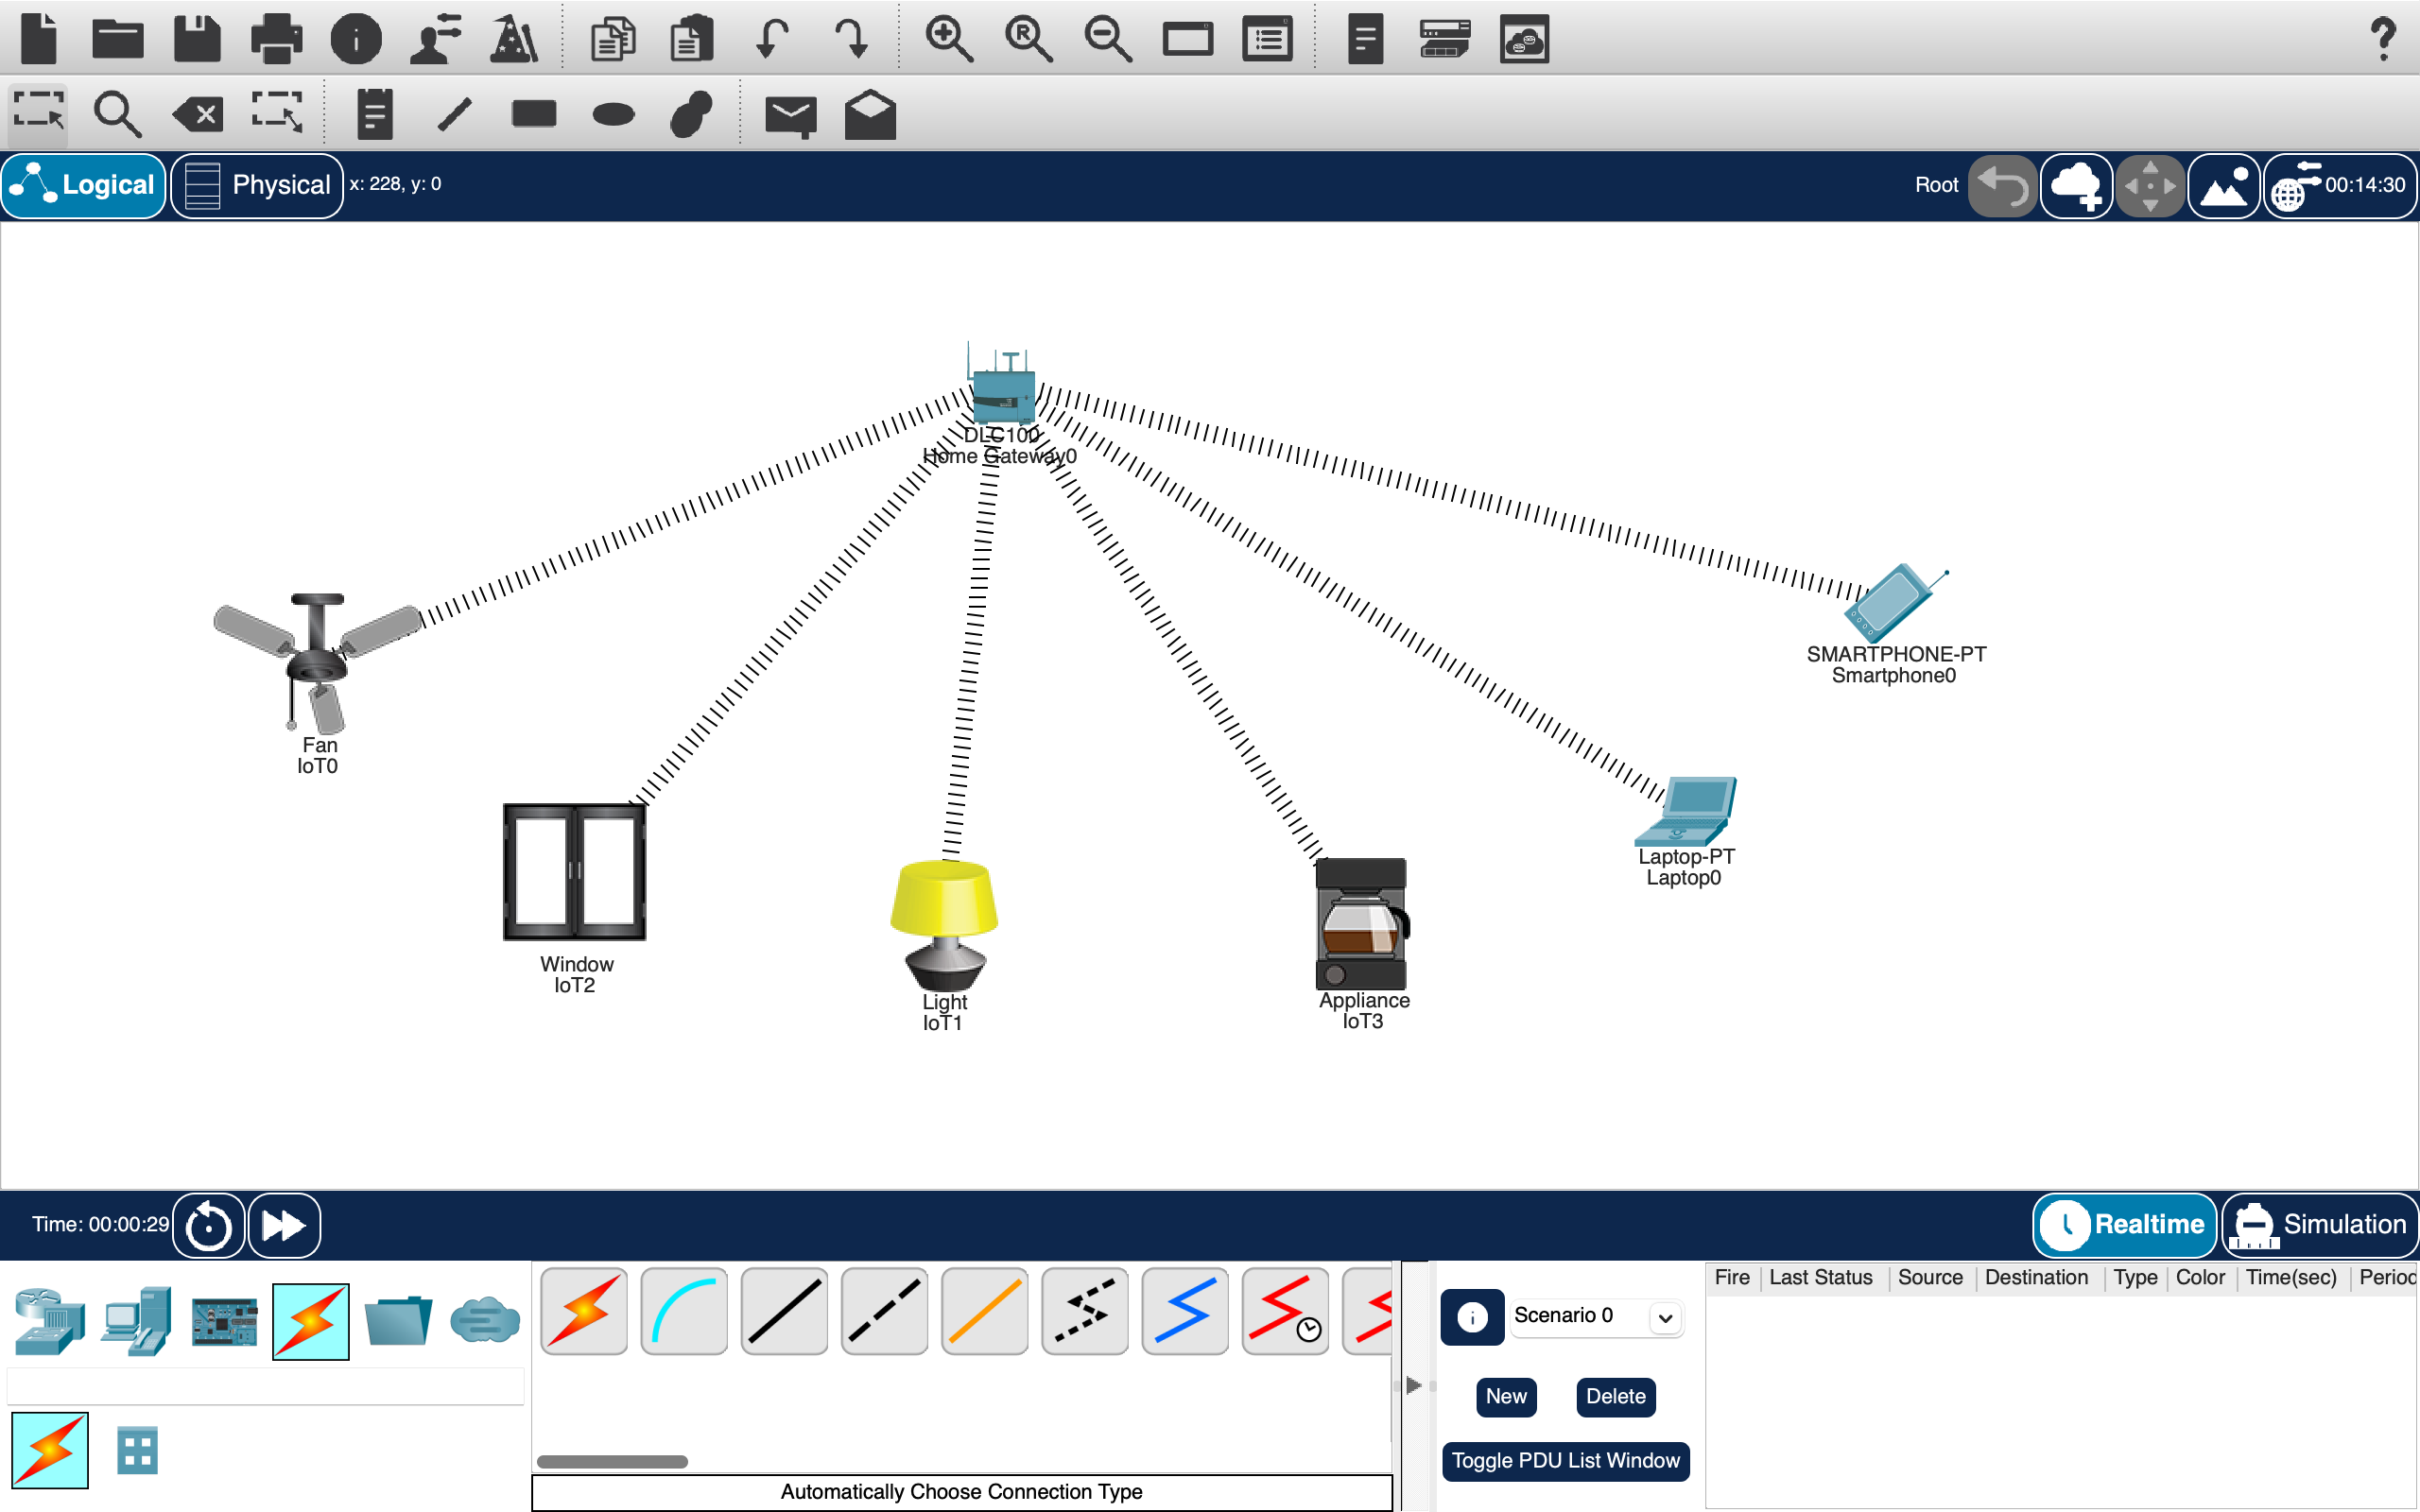 Logical
Physical
x: 228, y: 0
Root
00:14:30
DLC100
Home Gateway0
SMARTPHONE-PT
Smartphone0
Fan
IoT0
Laptop-PT
Laptop0
Window
IoT2
Light
IoT1
Appliance
IoT3
Time: 00:00:29
Realtime
Simulation
Fire Last Status Source Destination Type Color Time(sec) Perioc
Scenario 0
New
Delete
Toggle PDU List Window
Automatically Choose Connection Type